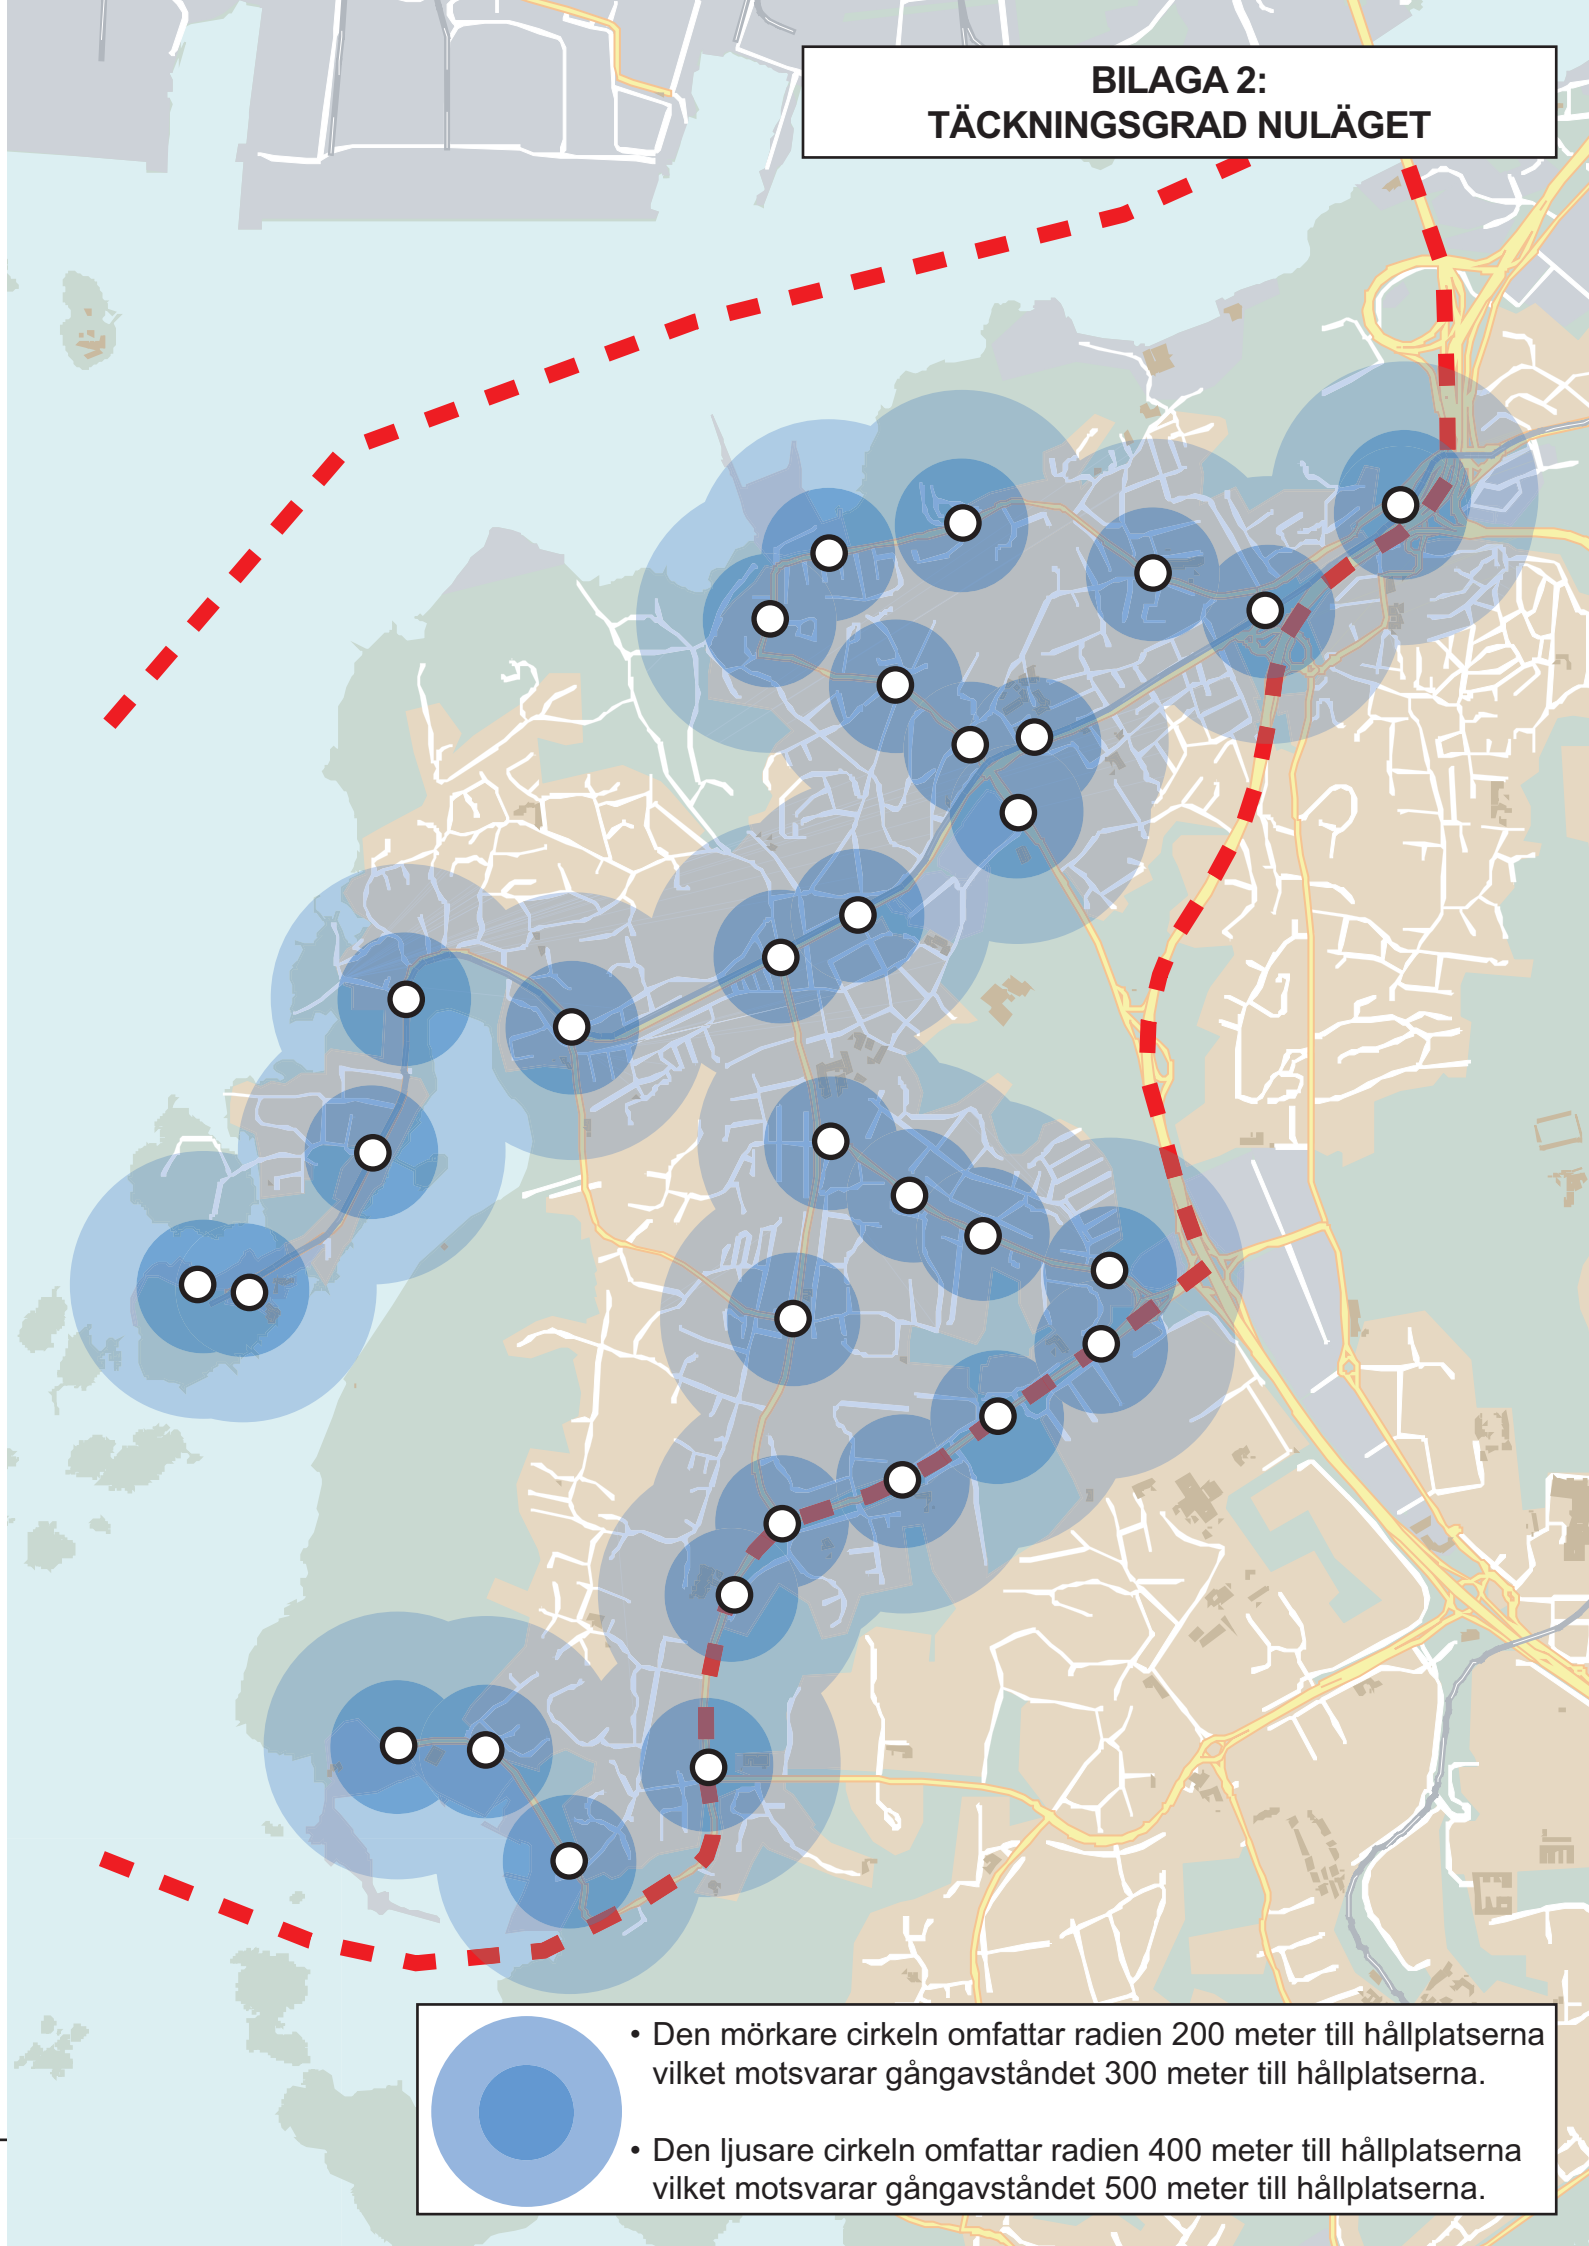 BILAGA 2:
TÄCKNINGSGRAD NULÄGET
• Den mörkare cirkeln omfattar radien 200 meter till hållplatserna
vilket motsvarar gångavståndet 300 meter till hållplatserna.
• Den ljusare cirkeln omfattar radien 400 meter till hållplatserna
vilket motsvarar gångavståndet 500 meter till hållplatserna.